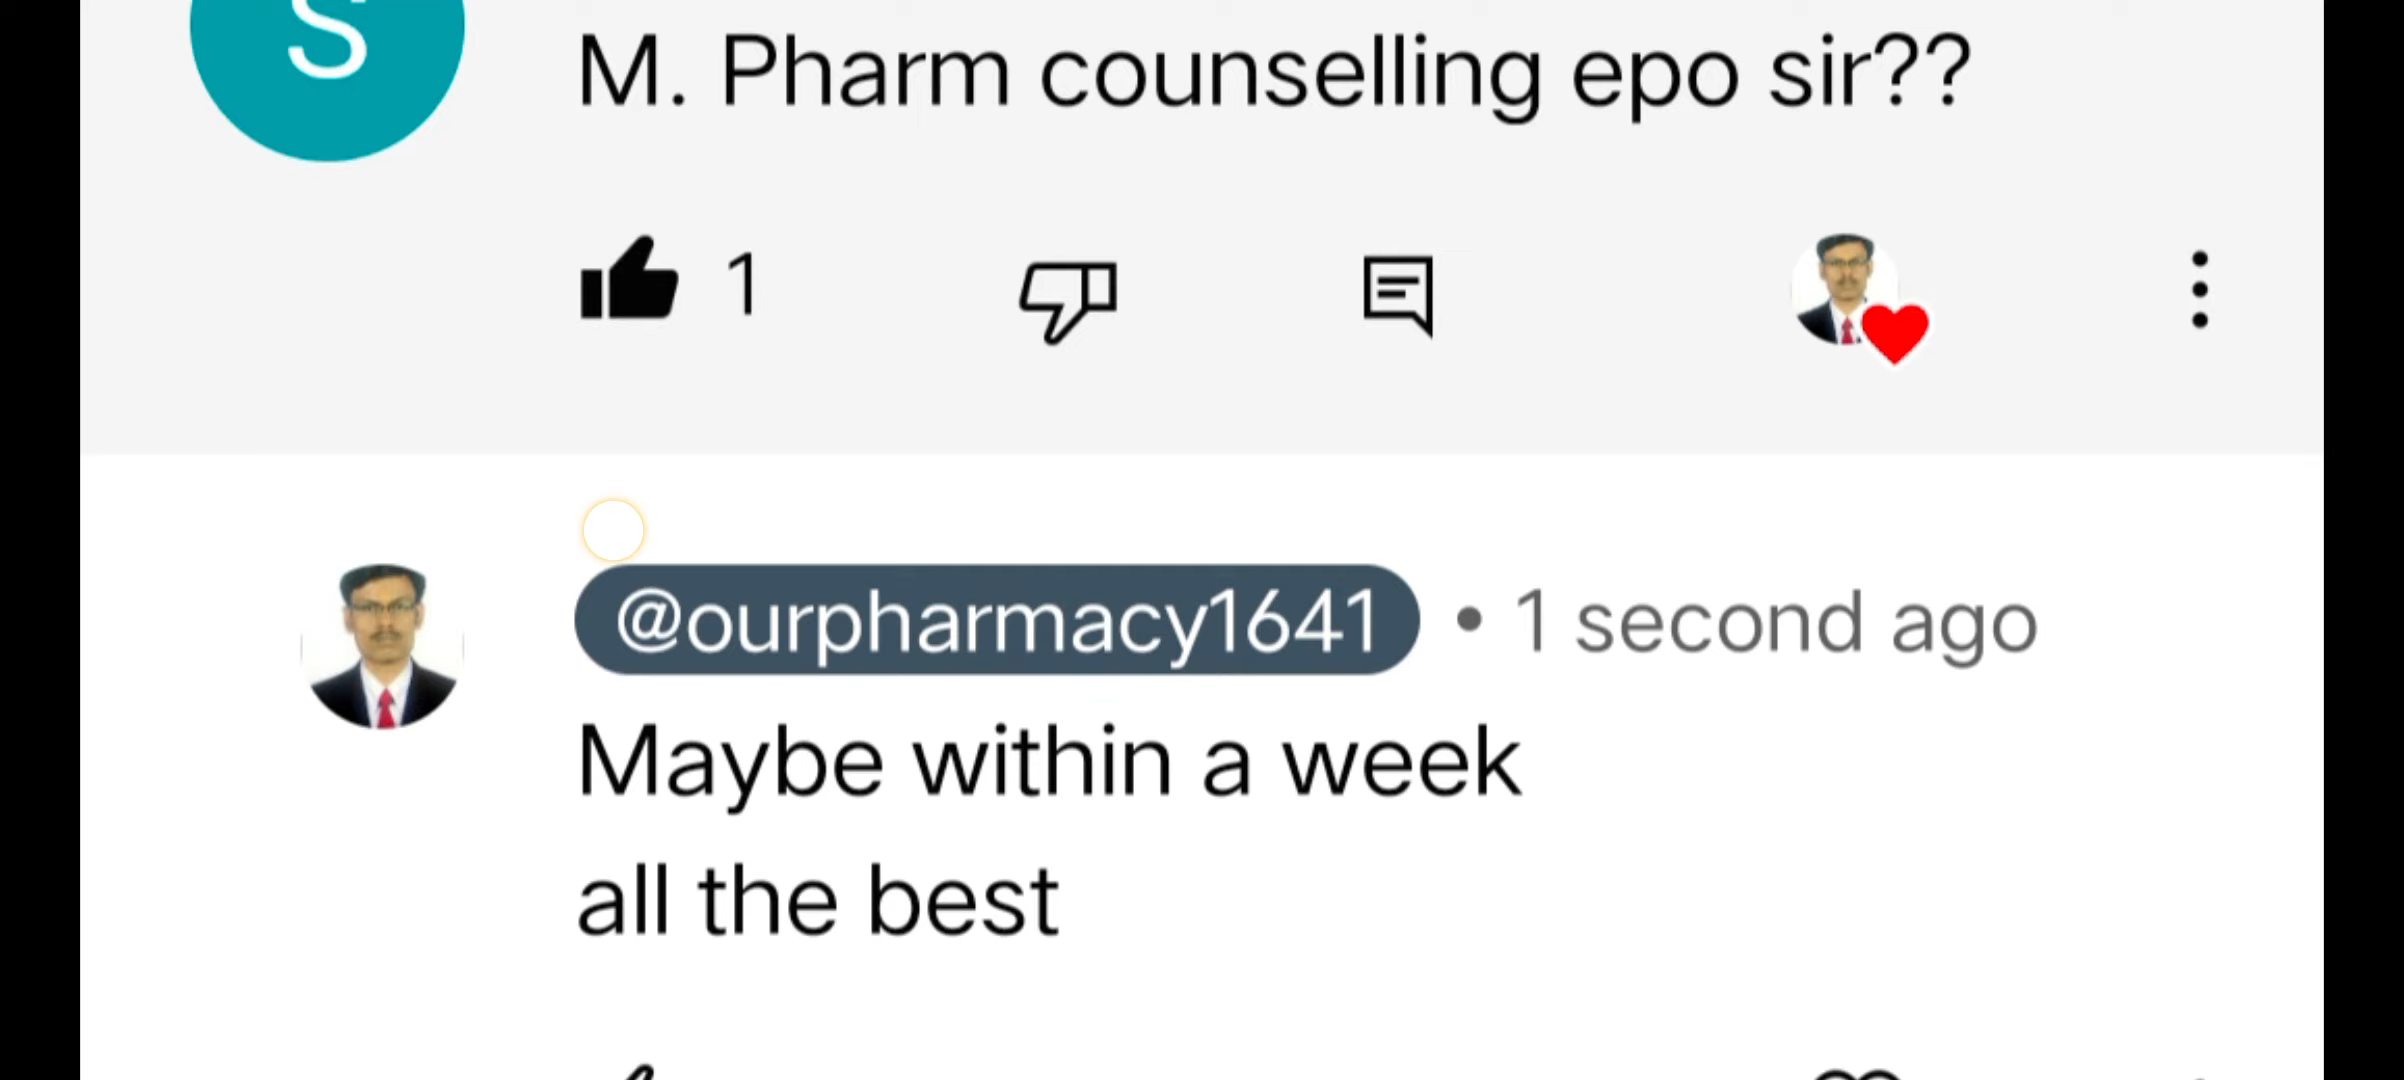 S
M. Pharm counselling epo sir??
1
@ourpharmacy1641 • 1 second ago
Maybe within a week
all the best